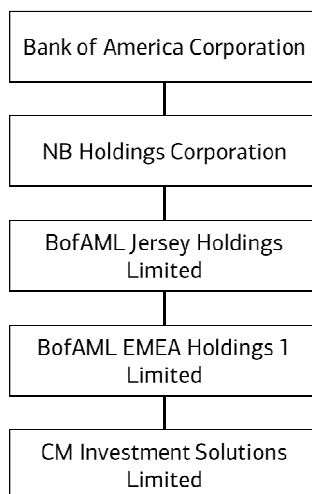 Bank of America Corporation
NB Holdings Corporation
BofAML Jersey Holdings
Limited
BofAML EMEA Holdings 1
Limited
CM Investment Solutions
Limited